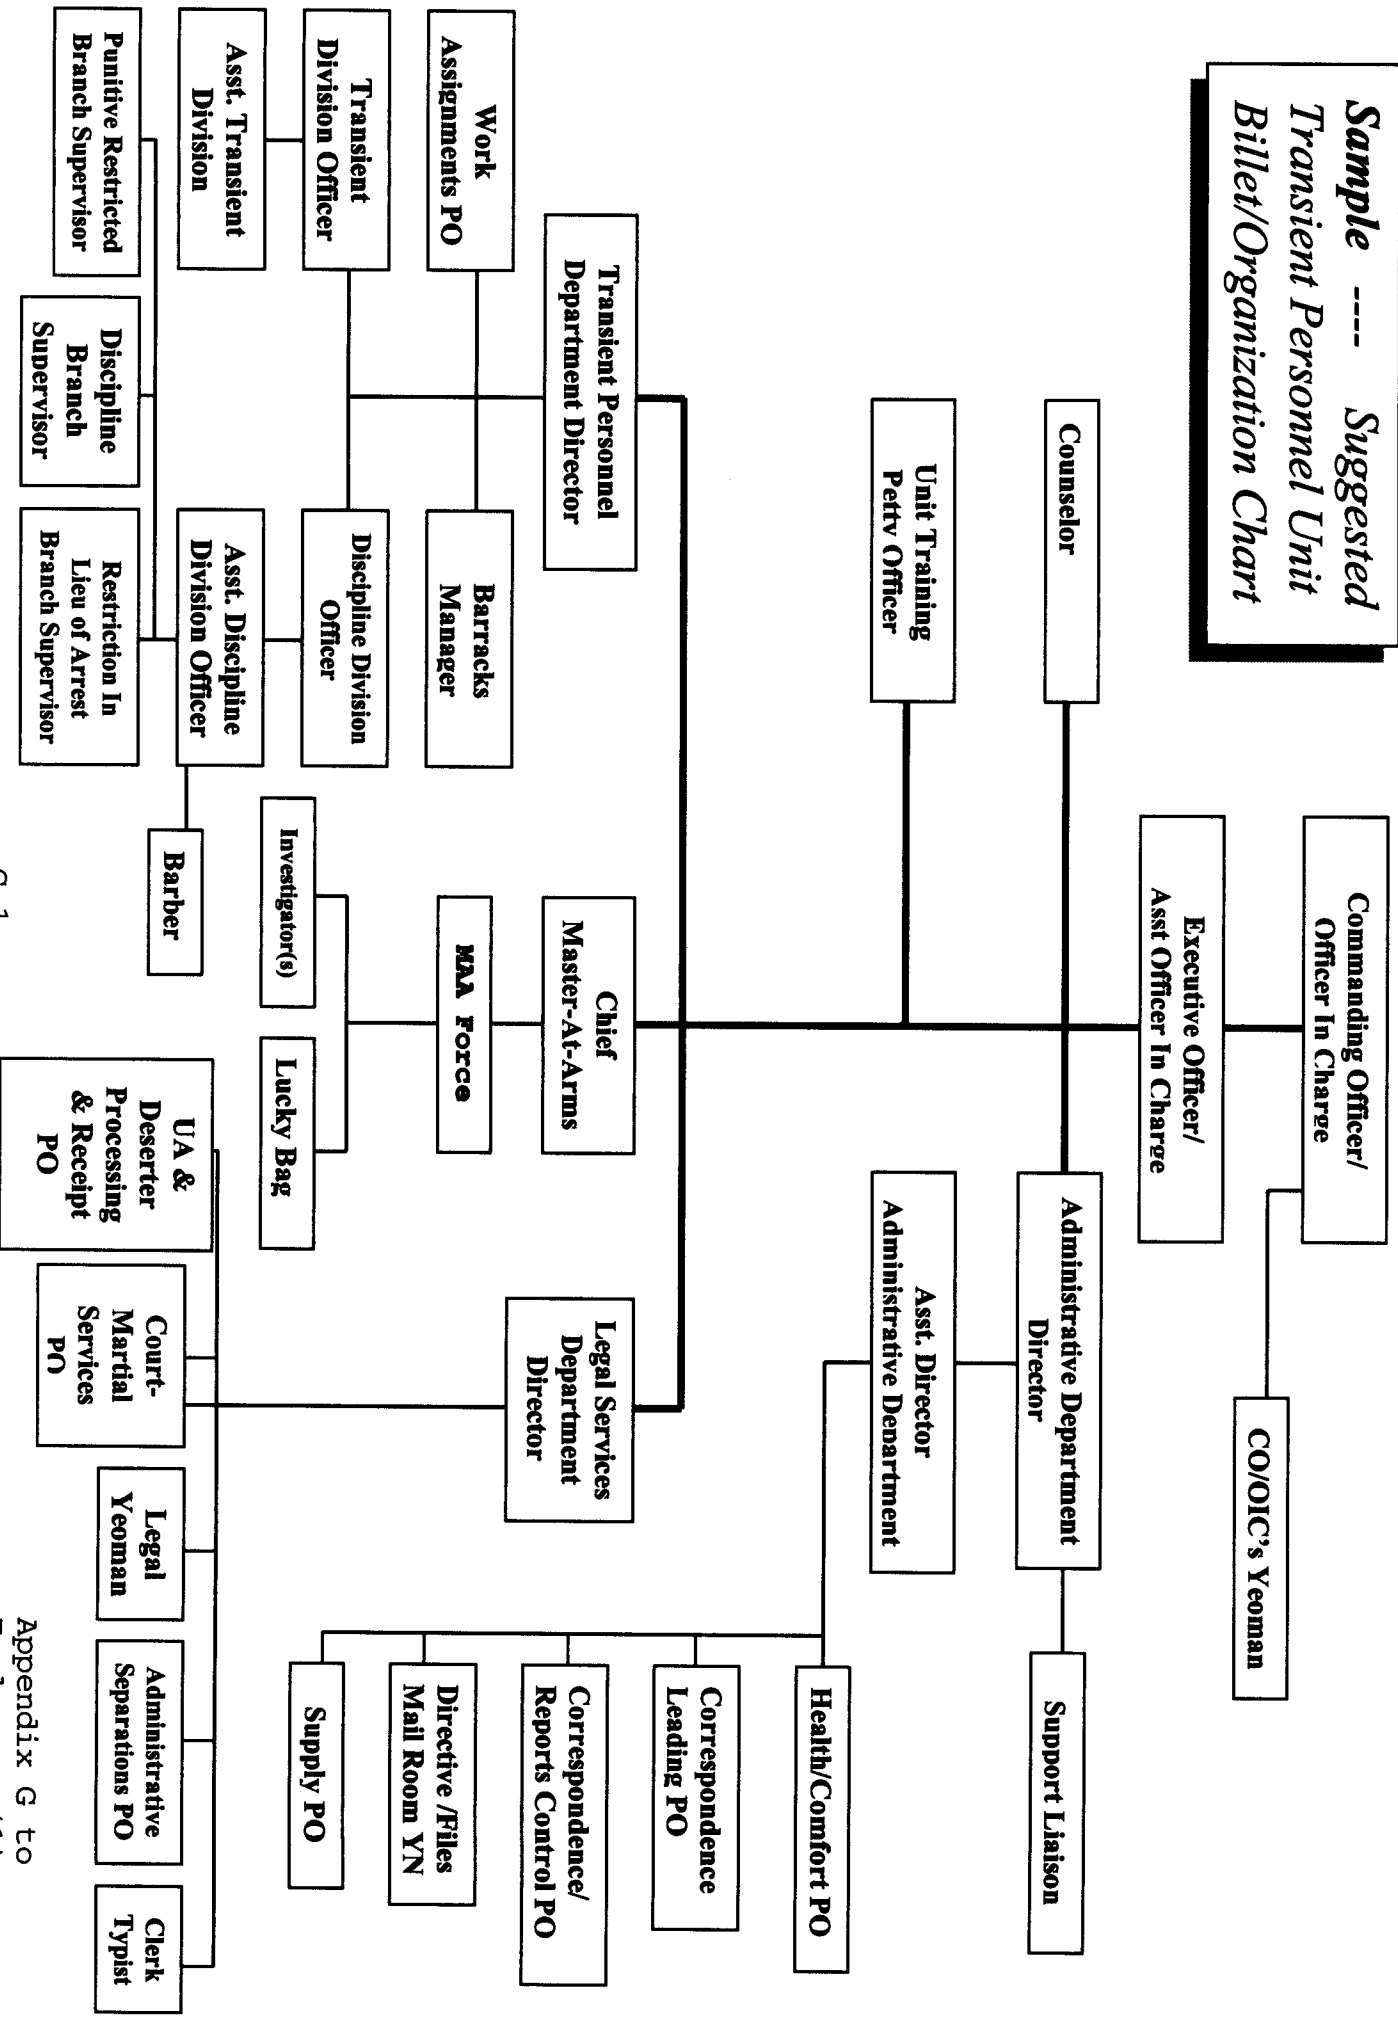 Sample ---- Suggested
Transient Personnel Unit
Billet/Organization Chart
Commanding Officer/
Officer In Charge
CO/OIC's Yeoman
Executive Officer/
Asst Officer In Charge
Counselor
Administrative Department
Director
Support Liaison
Unit Training
Petty Officer
Asst. Director
Administrative Department
Health/Comfort PO
Correspondence
Leading PO
Correspondence/
Reports Control PO
Directive /Files
Mail Room YN
Supply PO
Transient Personnel
Department Director
Chief
Master-At-Arms
Legal Services
Department
Director
Work
Assignments PO
Barracks
Manager
MAA Force
Transient
Division Officer
Discipline Division
Officer
Investigator(s)
Lucky Bag
Asst. Transient
Division
Asst. Discipline
Division Officer
Barber
Punitive Restricted
Branch Supervisor
Discipline
Branch
Supervisor
Restriction In
Lieu of Arrest
Branch Supervisor
UA &
Deserter
Processing
& Receipt
PO
Court-
Martial
Services
PO
Legal
Yeoman
Administrative
Separations PO
Clerk
Typist
Appendix G to